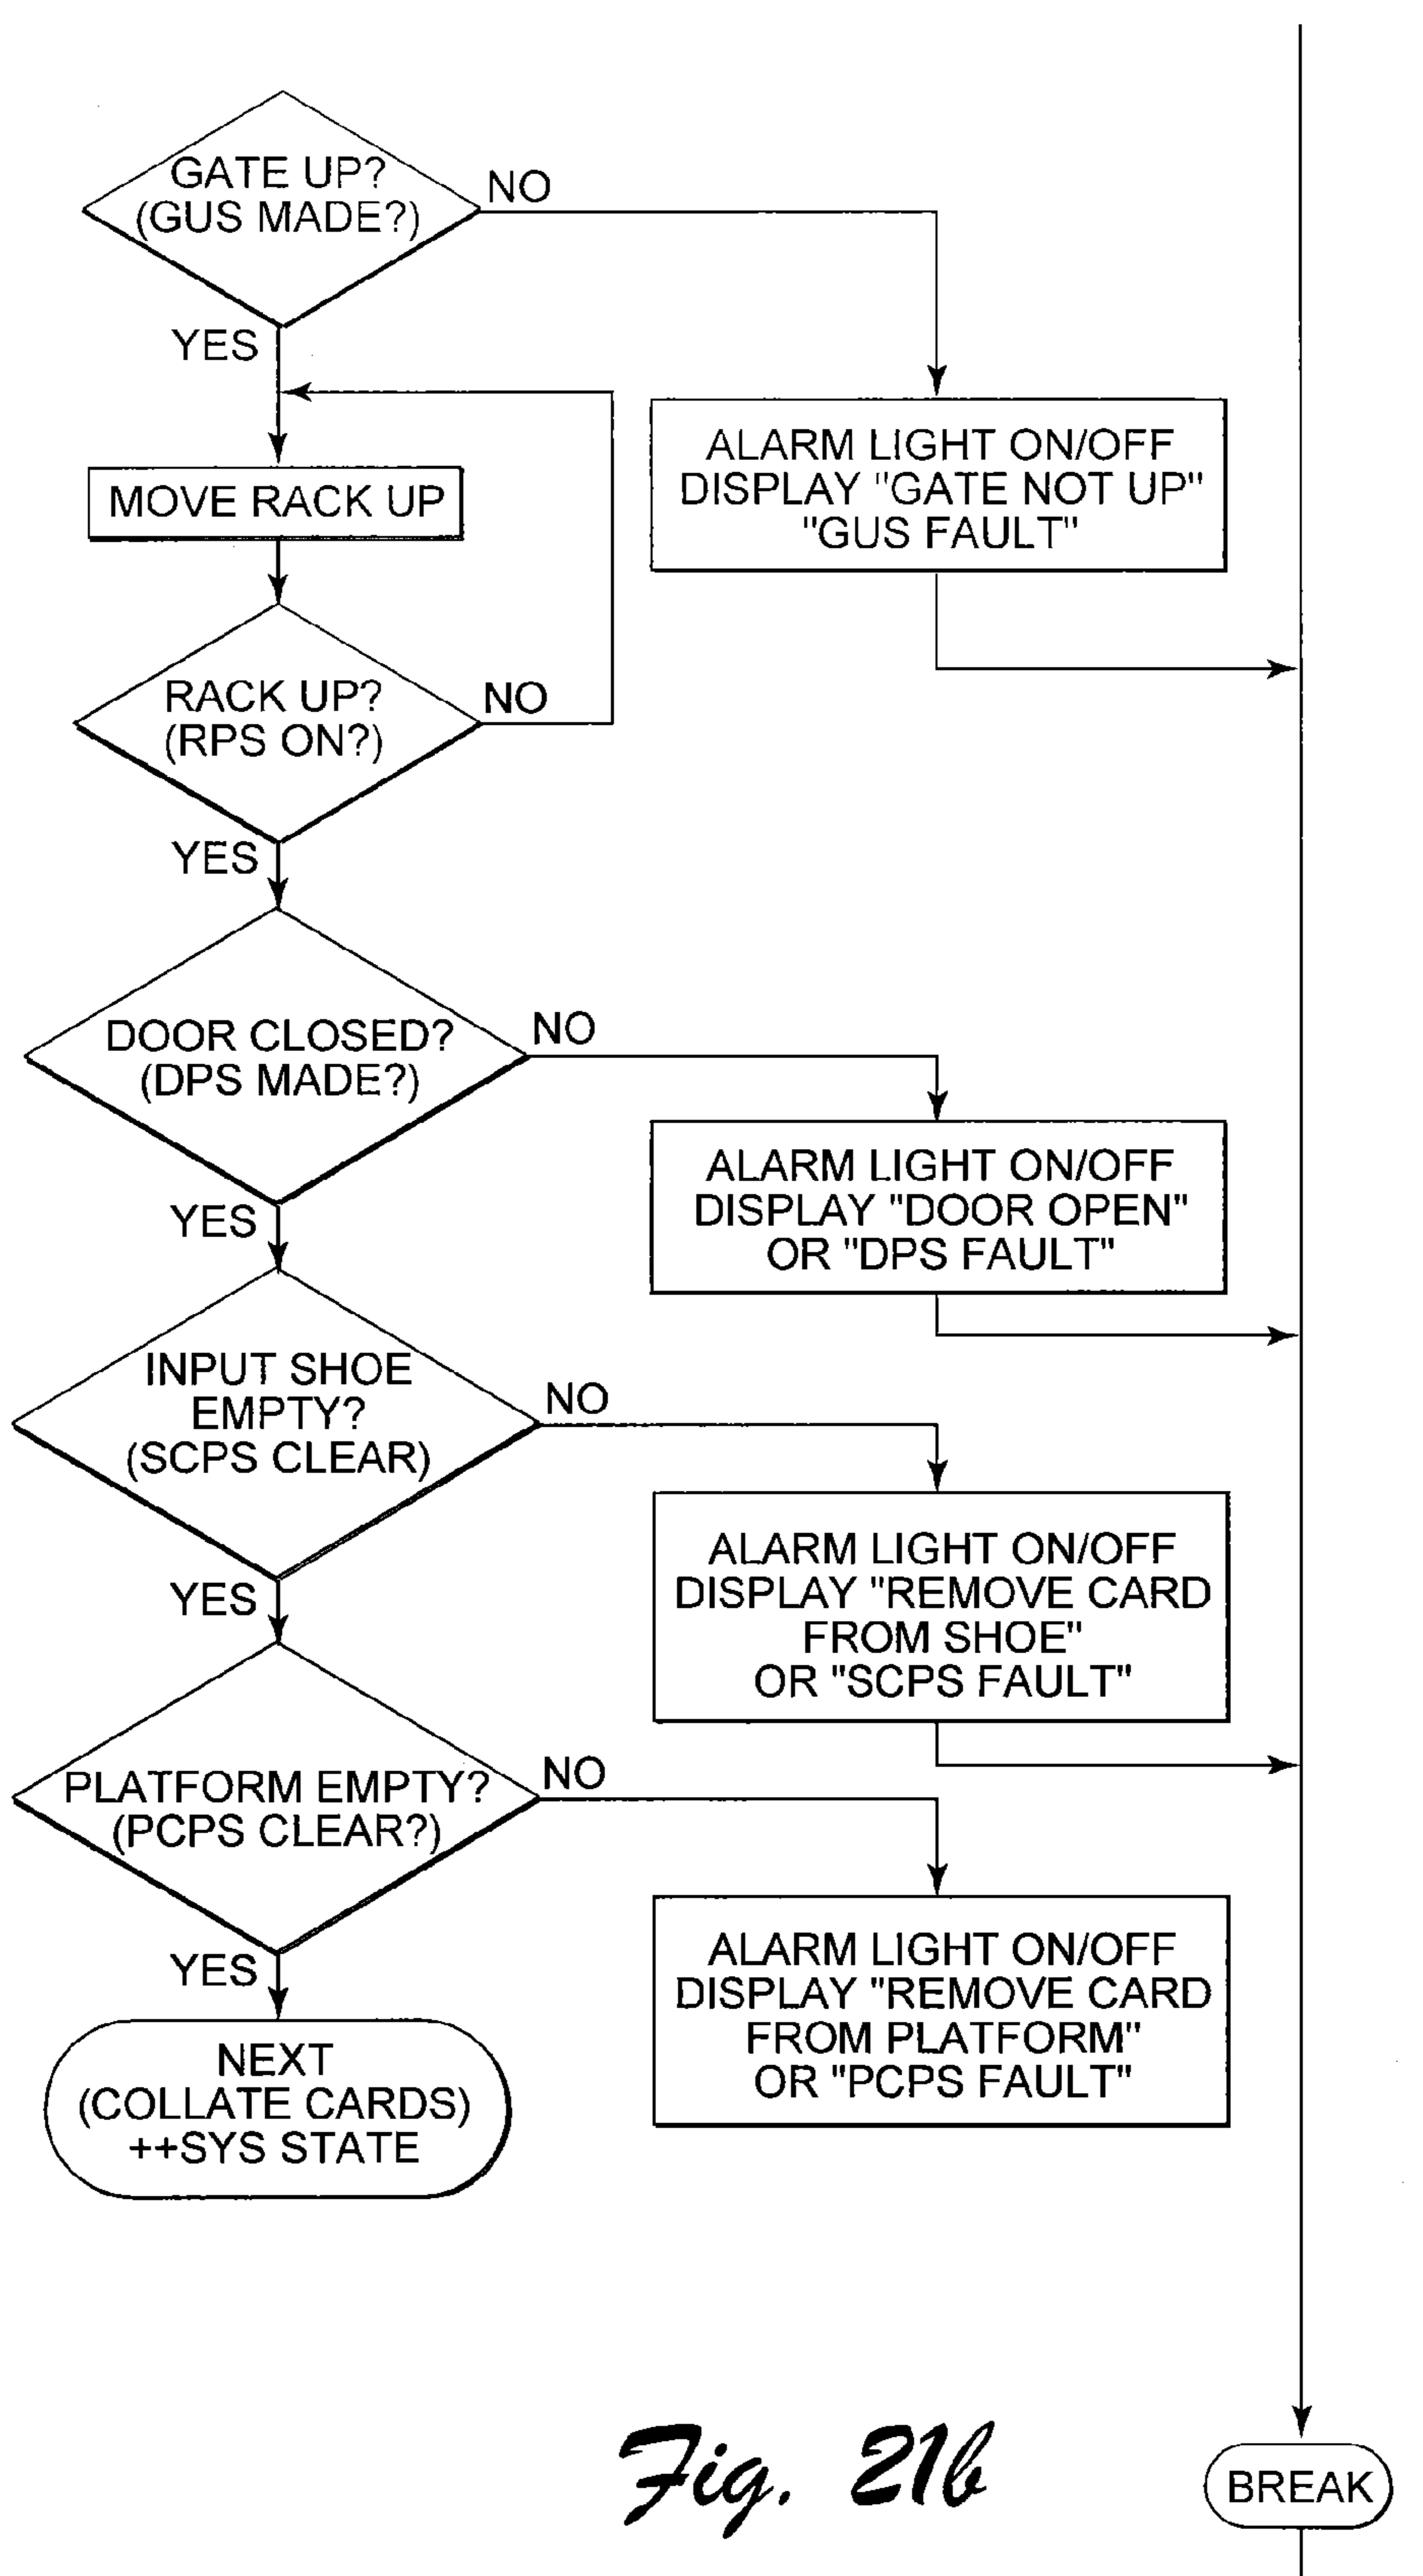 GATE UP?
(GUS MADE?)
NO
YES
ALARM LIGHT ON/OFF
DISPLAY "GATE NOT UP"
"GUS FAULT"
MOVE RACK UP
RACK UP?
(RPS ON?)
NO
YES
DOOR CLOSED?
(DPS MADE?)
NO
YES
ALARM LIGHT ON/OFF
DISPLAY "DOOR OPEN"
OR "DPS FAULT"
INPUT SHOE
EMPTY?
(SCPS CLEAR)
NO
YES
ALARM LIGHT ON/OFF
DISPLAY "REMOVE CARD
FROM SHOE"
OR "SCPS FAULT"
PLATFORM EMPTY?
(PCPS CLEAR?)
NO
YES
ALARM LIGHT ON/OFF
DISPLAY "REMOVE CARD
FROM PLATFORM"
OR "PCPS FAULT"
NEXT
(COLLATE CARDS)
++SYS STATE
BREAK
Fig. 21b